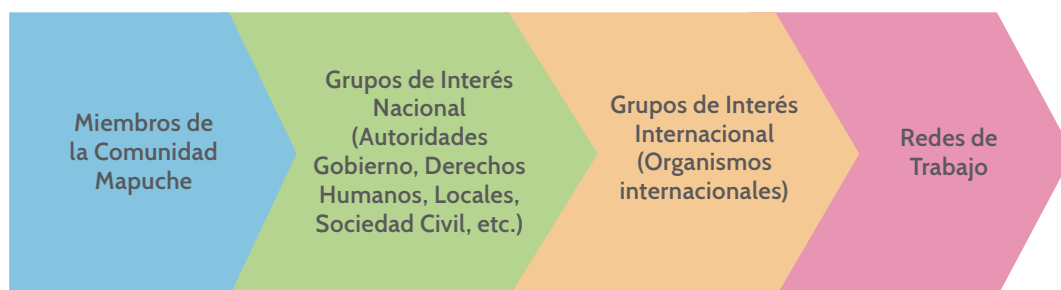 Miembros de
la Comunidad
Mapuche
Grupos de Interés
Nacional
(Autoridades
Gobierno, Derechos
Humanos, Locales,
Sociedad Civil, etc.)
Grupos de Interés
Internacional
(Organismos
internacionales)
Redes de
Trabajo